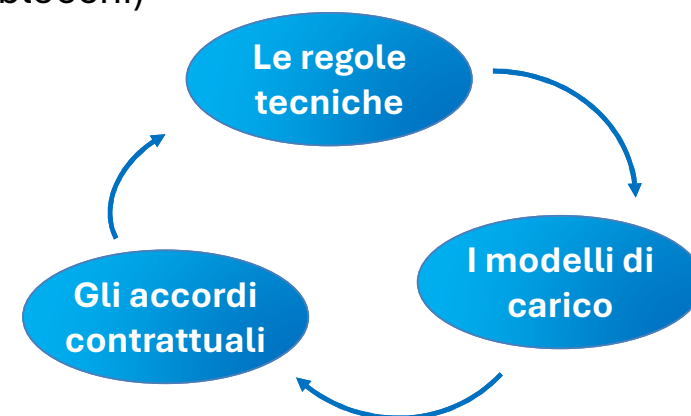 Le regole
tecniche
I modelli di
carico
Gli accordi
contrattuali